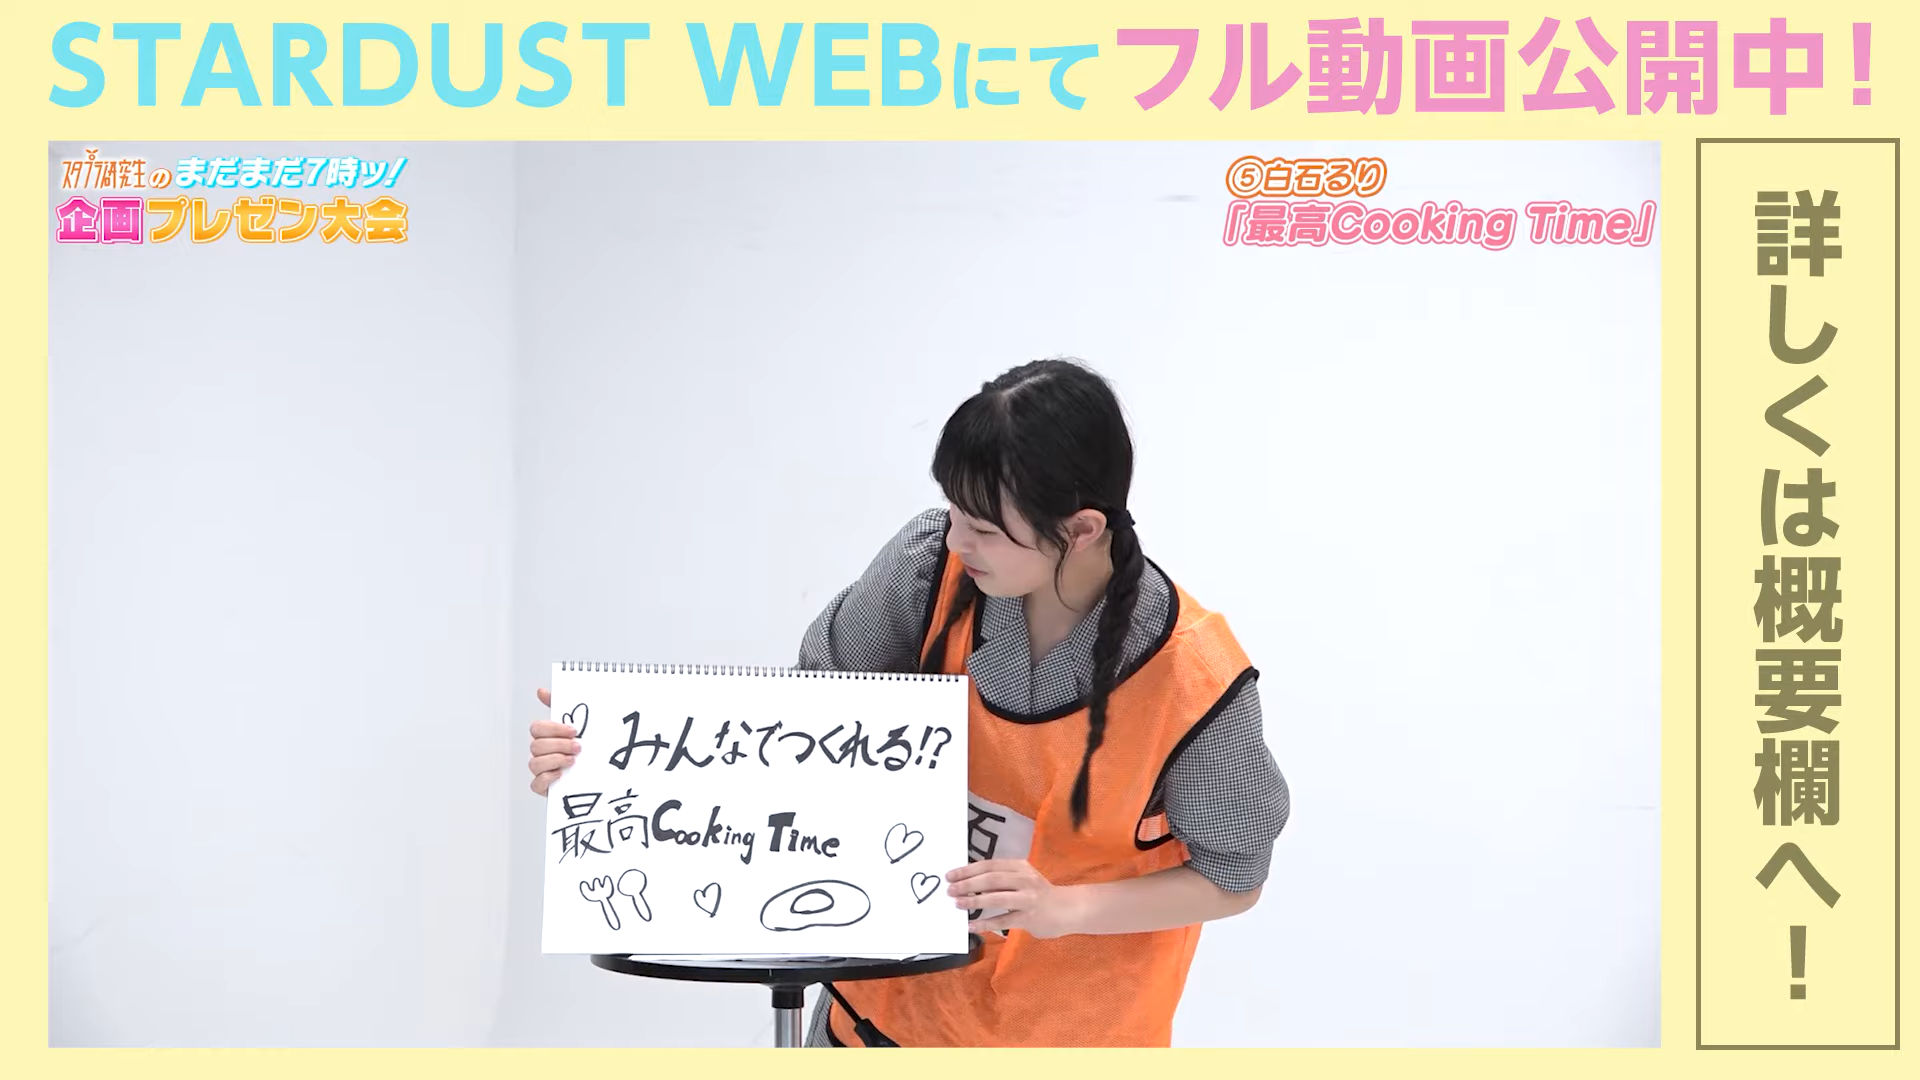 STARDUST WEBにてフル動画公開中!
スタプラ研究生のまだまだ7時ッ!
企画プレゼン大会
⑤白石るり
「最高Cooking Time」
詳しくは概要欄へ!
みんなでつくれる!?
最高Cooking Time